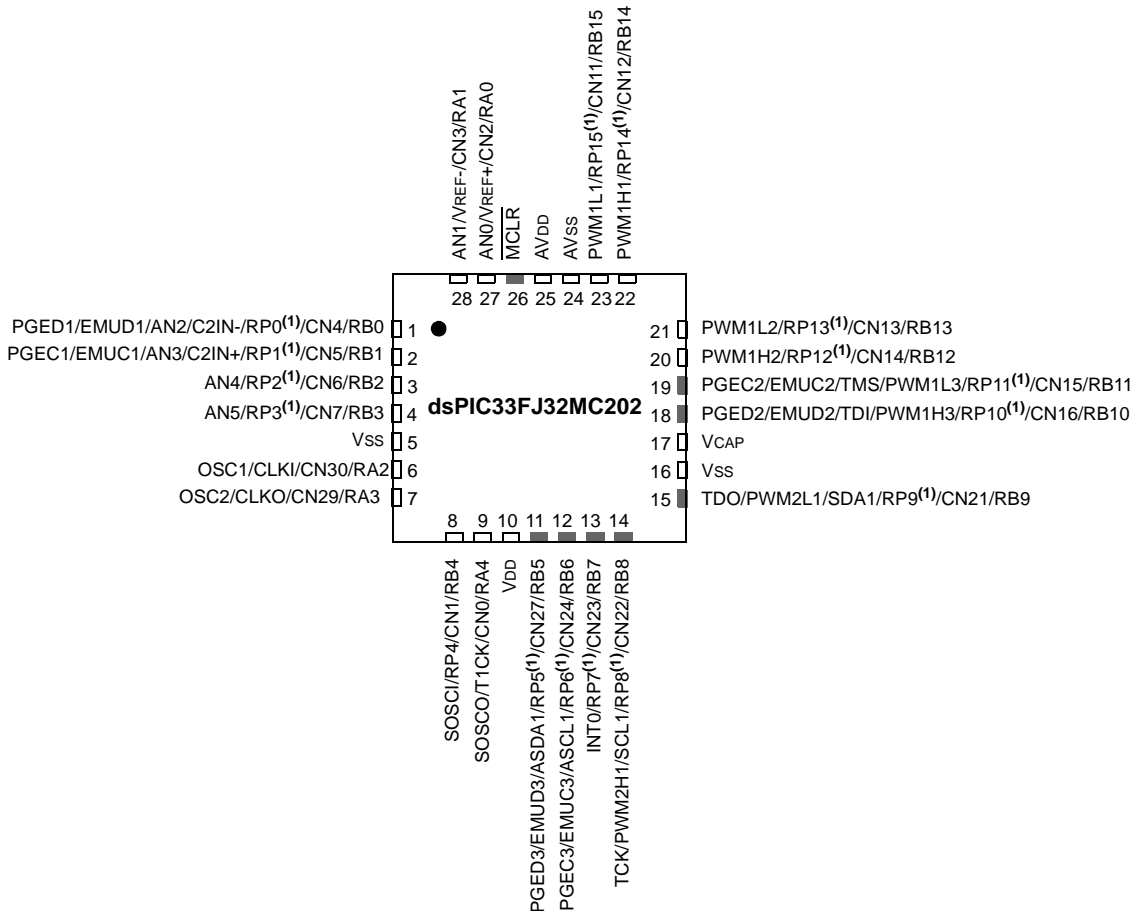 AN1/VREF-/CN3/RA1
AN0/VREF+/CN2/RA0
MCLR
AVDD
AVSS
PWM1L1/RP15(1)/CN11/RB15
PWM1H1/RP14(1)/CN12/RB14
28 27 26 25 24 23 22
PGED1/EMUD1/AN2/C2IN-/RP0(1)/CN4/RB0 1
PGEC1/EMUC1/AN3/C2IN+/RP1(1)/CN5/RB1 2
AN4/RP2(1)/CN6/RB2 3
AN5/RP3(1)/CN7/RB3 4
VSS 5
OSC1/CLKI/CN30/RA2 6
OSC2/CLKO/CN29/RA3 7
dsPIC33FJ32MC202
21 PWM1L2/RP13(1)/CN13/RB13
20 PWM1H2/RP12(1)/CN14/RB12
19 PGEC2/EMUC2/TMS/PWM1L3/RP11(1)/CN15/RB11
18 PGED2/EMUD2/TDI/PWM1H3/RP10(1)/CN16/RB10
17 VCAP
16 VSS
15 TDO/PWM2L1/SDA1/RP9(1)/CN21/RB9
8 9 10 11 12 13 14
SOSCI/RP4/CN1/RB4
SOSCO/T1CK/CN0/RA4
VDD
PGED3/EMUD3/ASDA1/RP5(1)/CN27/RB5
PGEC3/EMUC3/ASCL1/RP6(1)/CN24/RB6
INT0/RP7(1)/CN23/RB7
TCK/PWM2H1/SCL1/RP8(1)/CN22/RB8